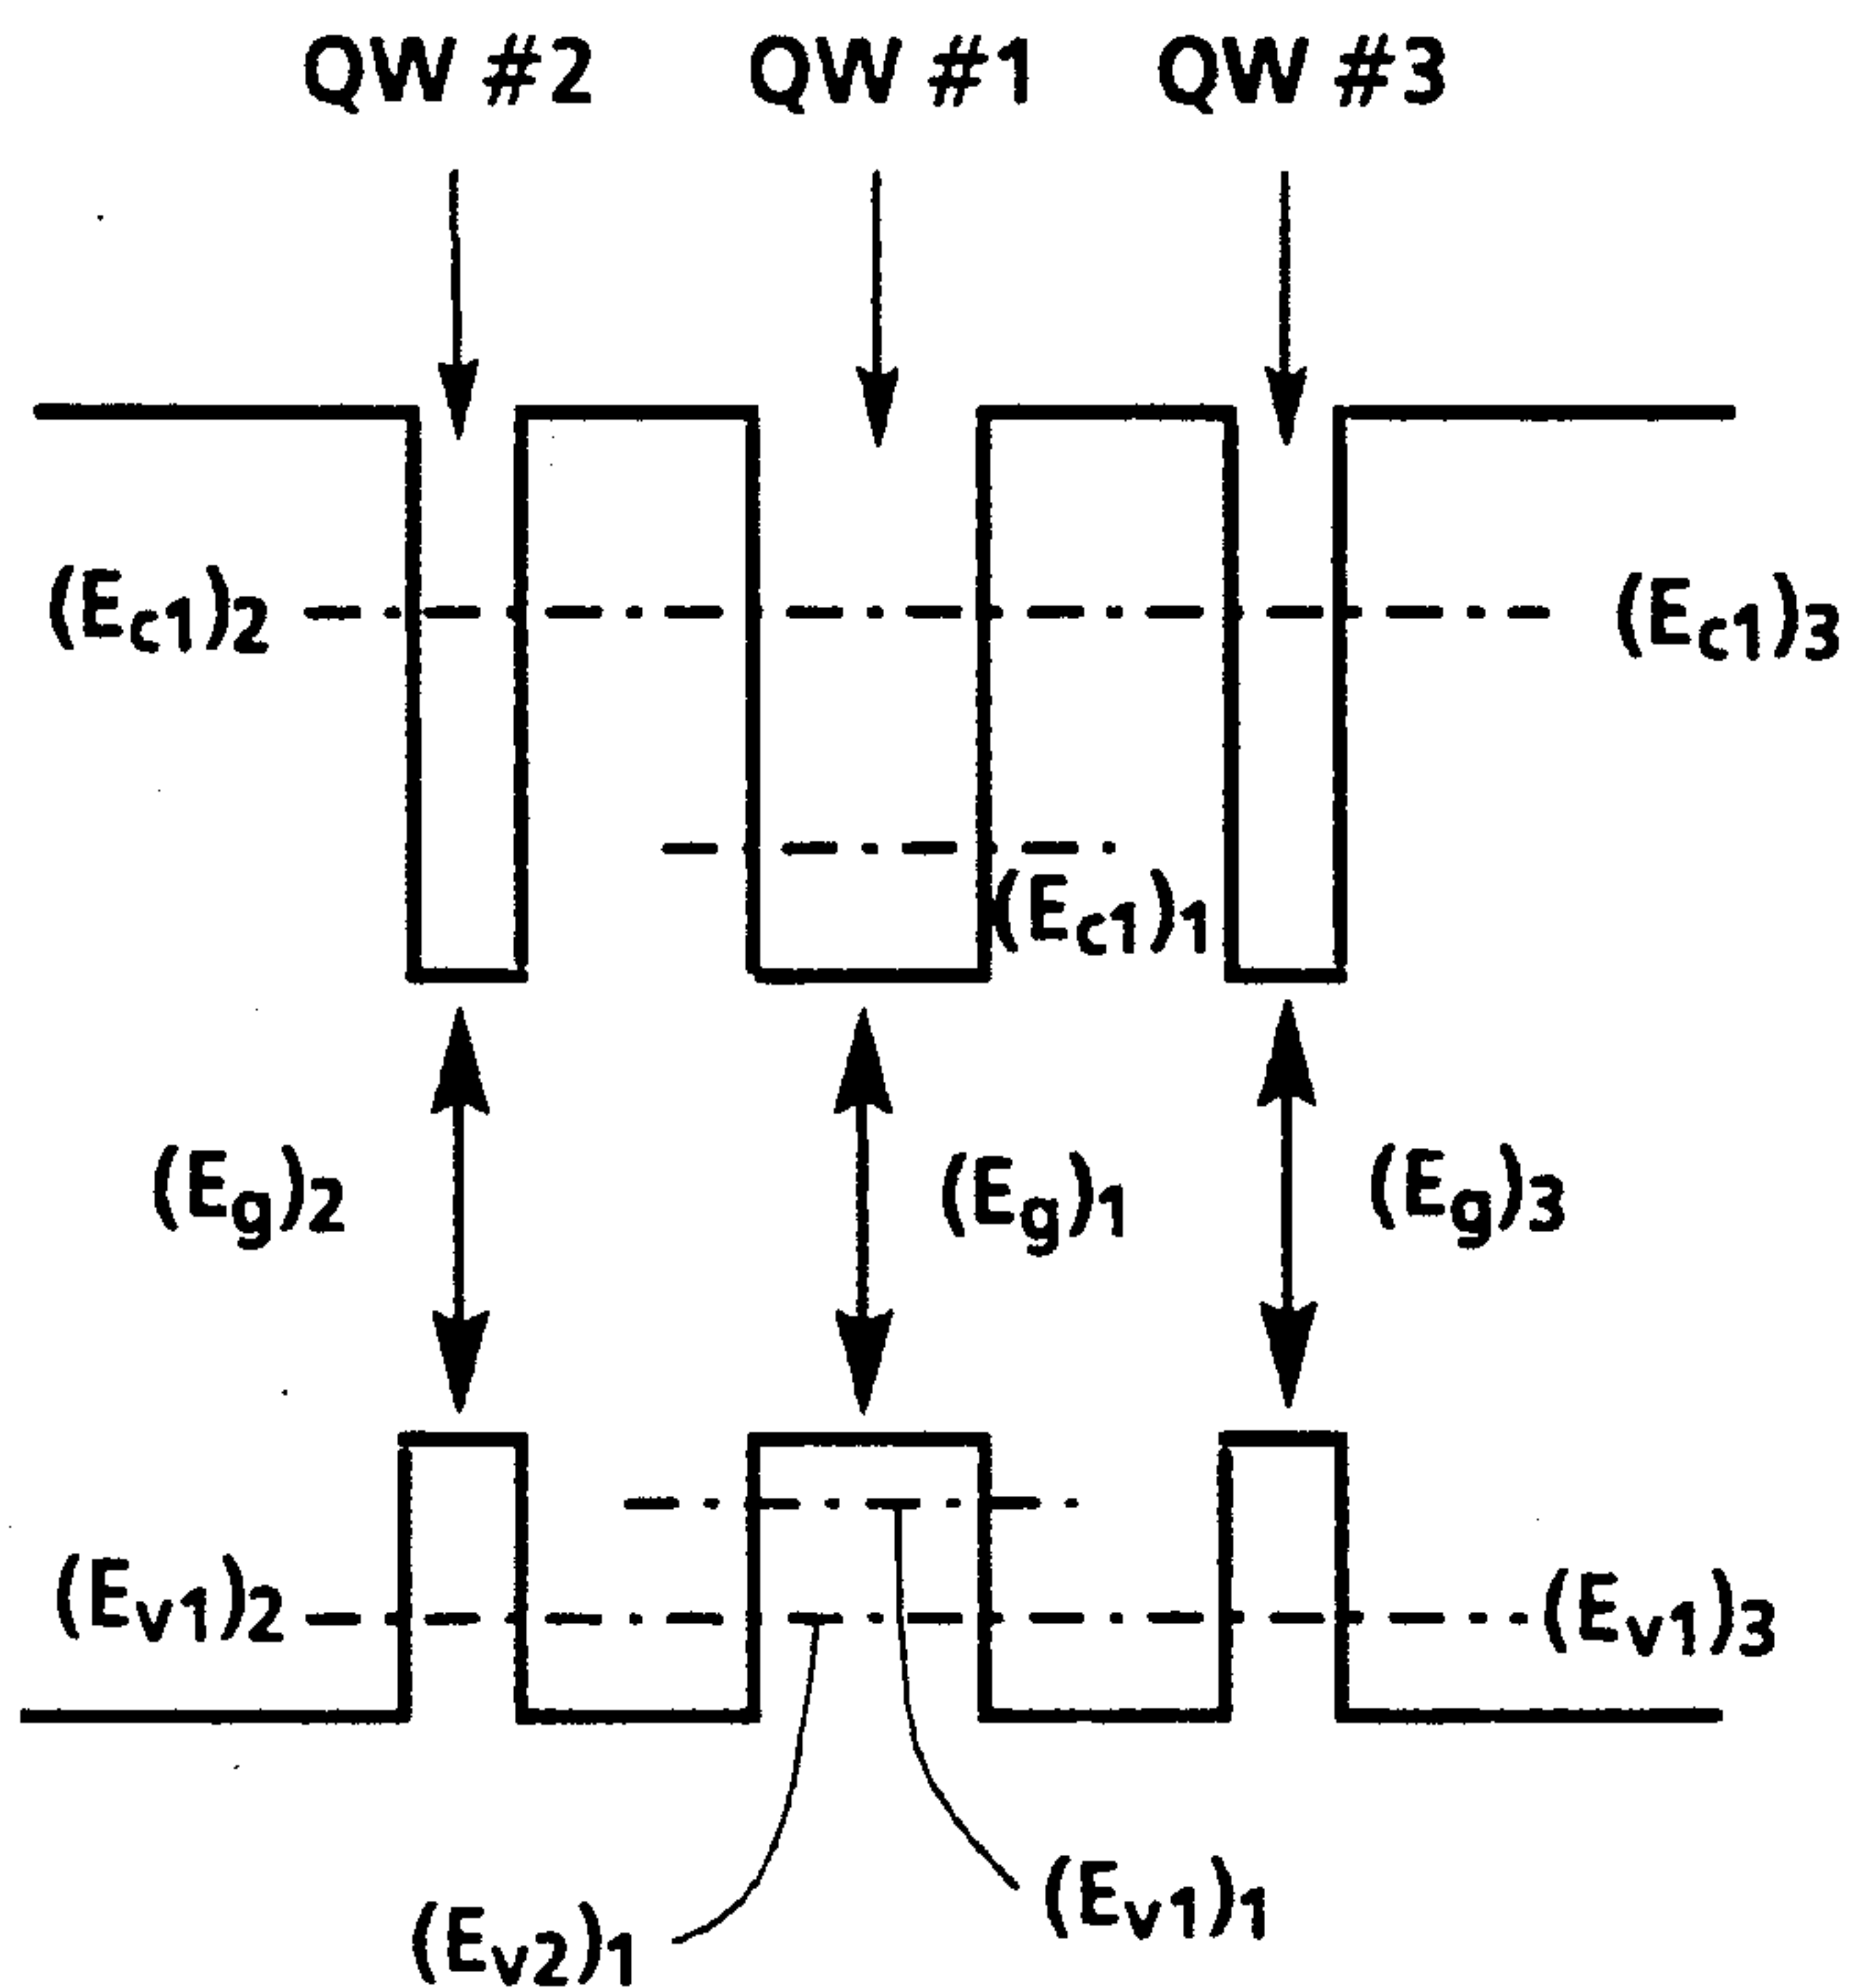 QW #2 QW #1 QW #3
(Ec1)2 (Ec1)3
(Ec1)1
(Eg)2 (Eg)1 (Eg)3
(Ev1)2 (Ev1)3
(Ev2)1 (Ev1)1